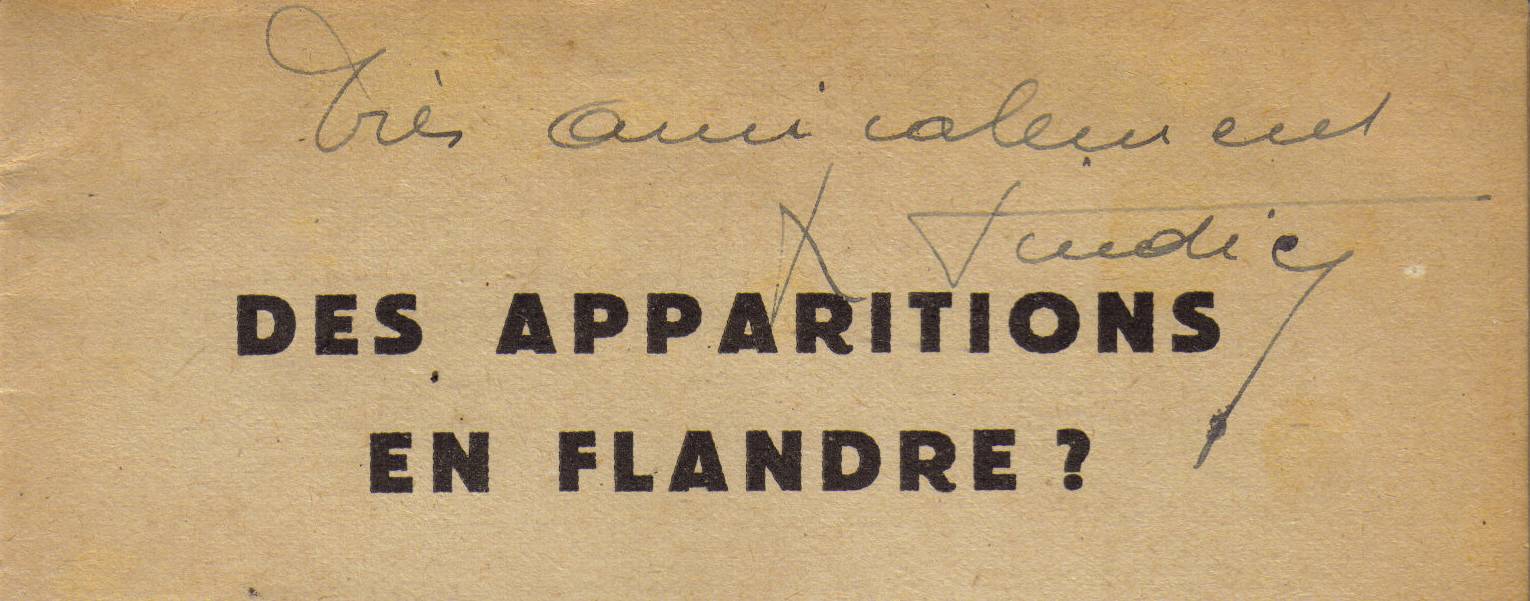 Très amicalement
DES APPARITIONS
EN FLANDRE ?